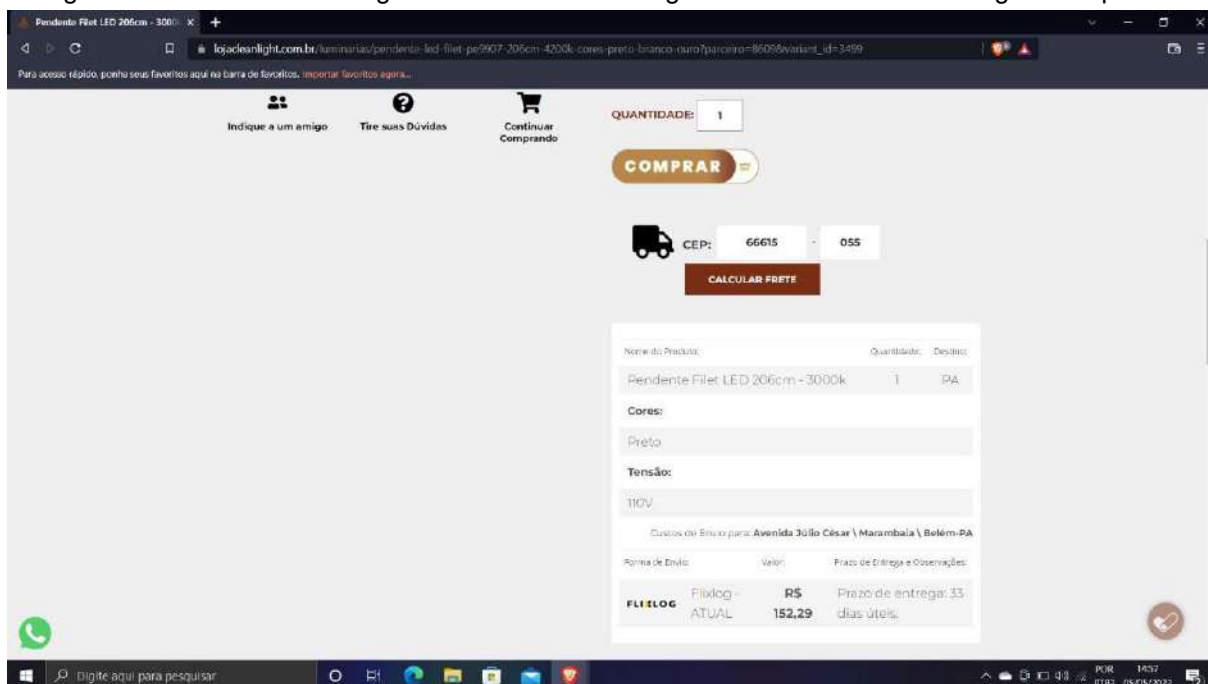 Pendente Filet LED 206cm - 3000
lojacleanlight.com.br/luminarias/pendente-led-filet-pe9907-206cm-4200k-cores-preto-branco-ouro?parceiro=8609&variant_id=3499
Para acesso rápido, ponha seus favoritos aqui na barra de favoritos. Importar favoritos agora...
Indique a um amigo
Tire suas Dúvidas
Continuar
Comprando
QUANTIDADE: 1
COMPRAR
CEP: 66615 - 055
CALCULAR FRETE
Nome do Produto: Quantidade: Destino:
Pendente Filet LED 206cm - 3000k 1 PA
Cores:
Preto
Tensão:
110V
Custos de Envio para: Avenida Júlio César \ Marambaia \ Belém-PA
Forma de Envio: Valor: Prazo de Entrega e Observações:
FLIXLOG Flixlog - R$ Prazo de entrega: 33
ATUAL 152,29 dias úteis.
Digite aqui para pesquisar
POR 14:57